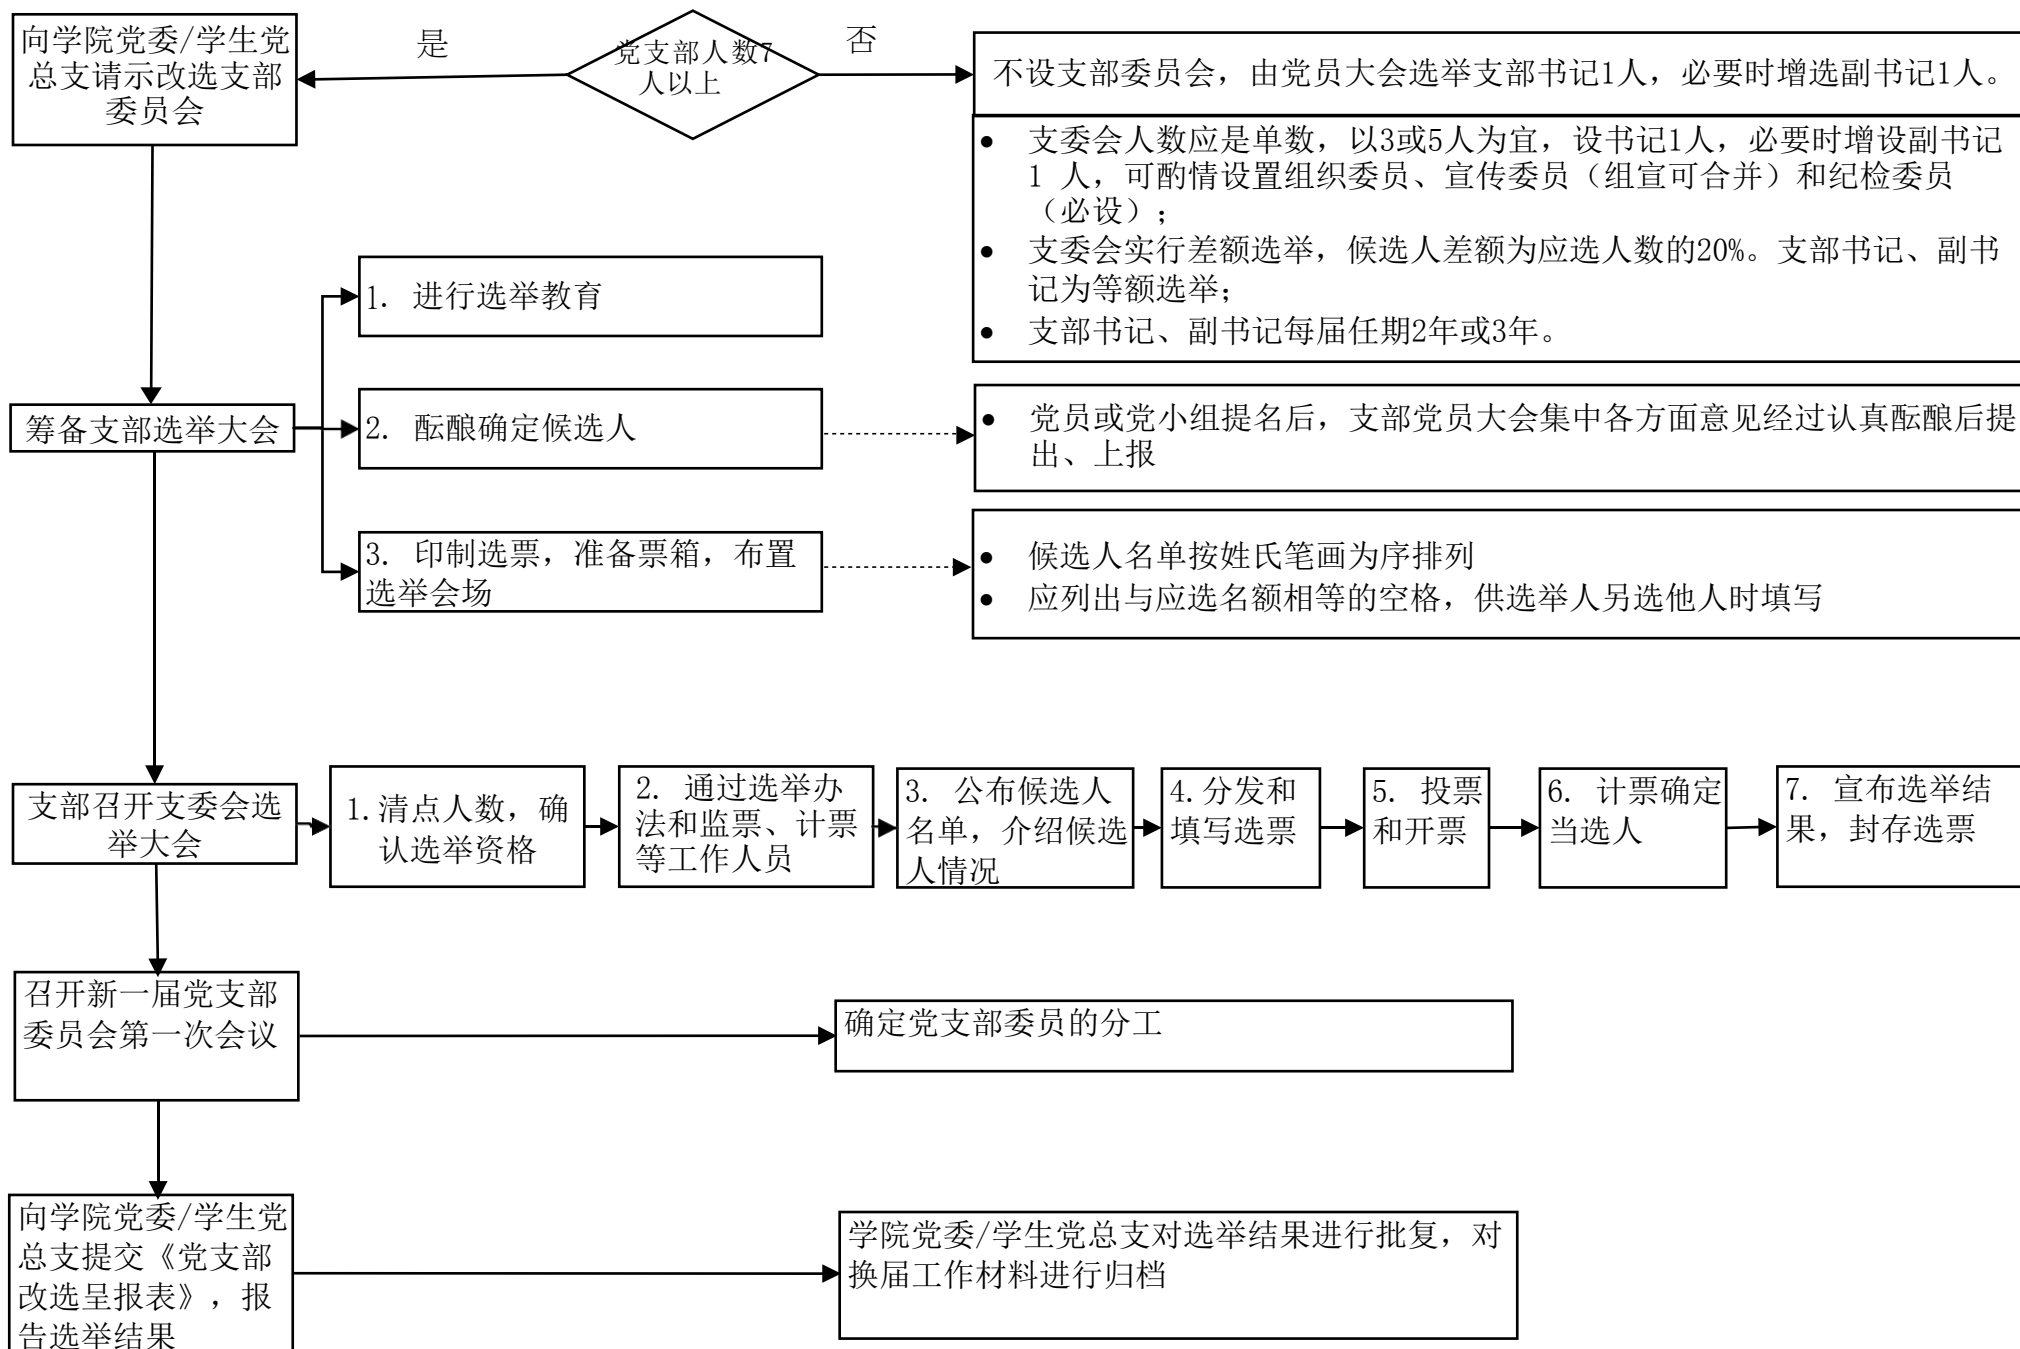 向学院党委/学生党
总支请示改选支部
委员会
是
党支部人数7
人以上
否
不设支部委员会，由党员大会选举支部书记1人，必要时增选副书记1人。
● 支委会人数应是单数，以3或5人为宜，设书记1人，必要时增设副书记
1 人，可酌情设置组织委员、宣传委员（组宣可合并）和纪检委员
（必设）；
● 支委会实行差额选举，候选人差额为应选人数的20%。支部书记、副书
记为等额选举；
● 支部书记、副书记每届任期2年或3年。
筹备支部选举大会
1. 进行选举教育
2. 酝酿确定候选人
● 党员或党小组提名后，支部党员大会集中各方面意见经过认真酝酿后提
出、上报
3. 印制选票，准备票箱，布置
选举会场
● 候选人名单按姓氏笔画为序排列
● 应列出与应选名额相等的空格，供选举人另选他人时填写
支部召开支委会选
举大会
1.清点人数，确
认选举资格
2. 通过选举办
法和监票、计票
等工作人员
3. 公布候选人
名单，介绍候选
人情况
4.分发和
填写选票
5. 投票
和开票
6. 计票确定
当选人
7. 宣布选举结
果，封存选票
召开新一届党支部
委员会第一次会议
确定党支部委员的分工
向学院党委/学生党
总支提交《党支部
改选呈报表》，报
告选举结果
学院党委/学生党总支对选举结果进行批复，对
换届工作材料进行归档